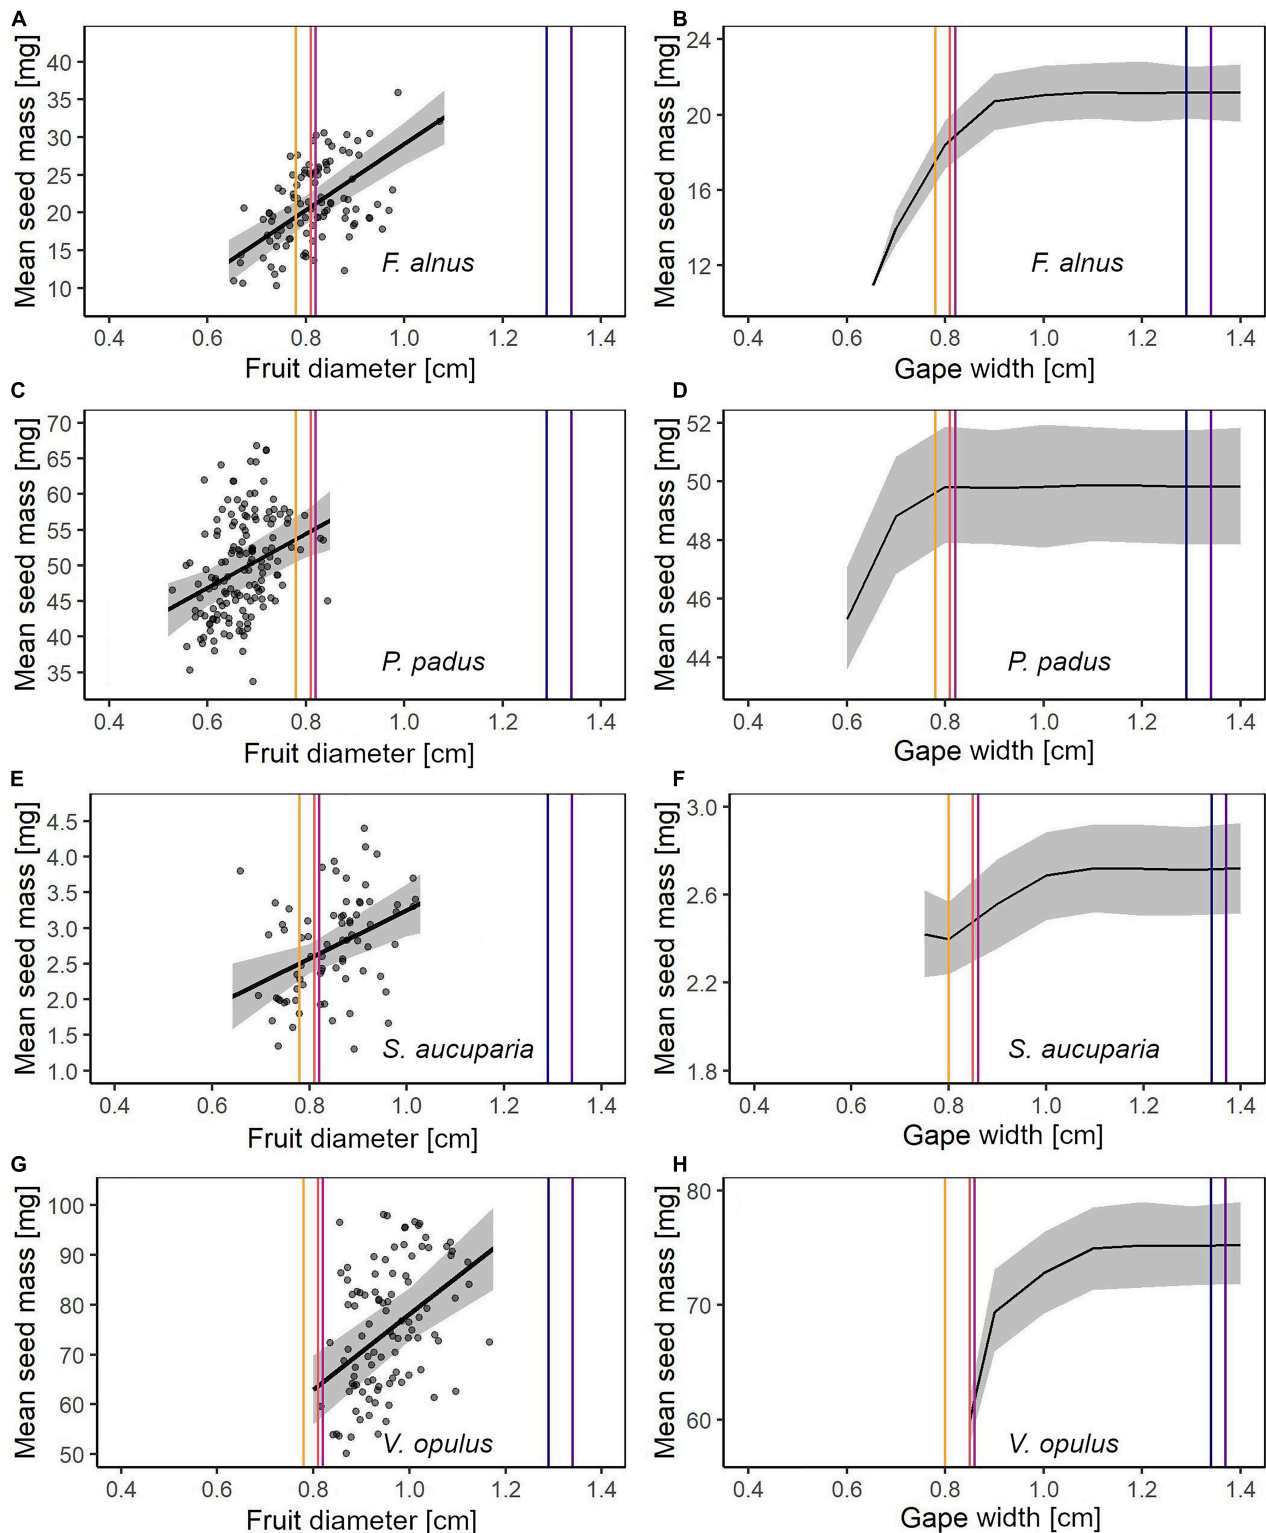 A
Mean seed mass [mg]
40
35
30
25
20
15
10
F. alnus
0.4 0.6 0.8 1.0 1.2 1.4
Fruit diameter [cm]
B
Mean seed mass [mg]
24
20
16
12
F. alnus
0.4 0.6 0.8 1.0 1.2 1.4
Gape width [cm]
C
Mean seed mass [mg]
70
65
60
55
50
45
40
35
P. padus
0.4 0.6 0.8 1.0 1.2 1.4
Fruit diameter [cm]
D
Mean seed mass [mg]
52
50
48
46
44
P. padus
0.4 0.6 0.8 1.0 1.2 1.4
Gape width [cm]
E
Mean seed mass [mg]
4.5
4.0
3.5
3.0
2.5
2.0
1.5
1.0
S. aucuparia
0.4 0.6 0.8 1.0 1.2 1.4
Fruit diameter [cm]
F
Mean seed mass [mg]
3.0
2.6
2.2
1.8
S. aucuparia
0.4 0.6 0.8 1.0 1.2 1.4
Gape width [cm]
G
Mean seed mass [mg]
100
90
80
70
60
50
V. opulus
0.4 0.6 0.8 1.0 1.2 1.4
Fruit diameter [cm]
H
Mean seed mass [mg]
80
70
60
V. opulus
0.4 0.6 0.8 1.0 1.2 1.4
Gape width [cm]